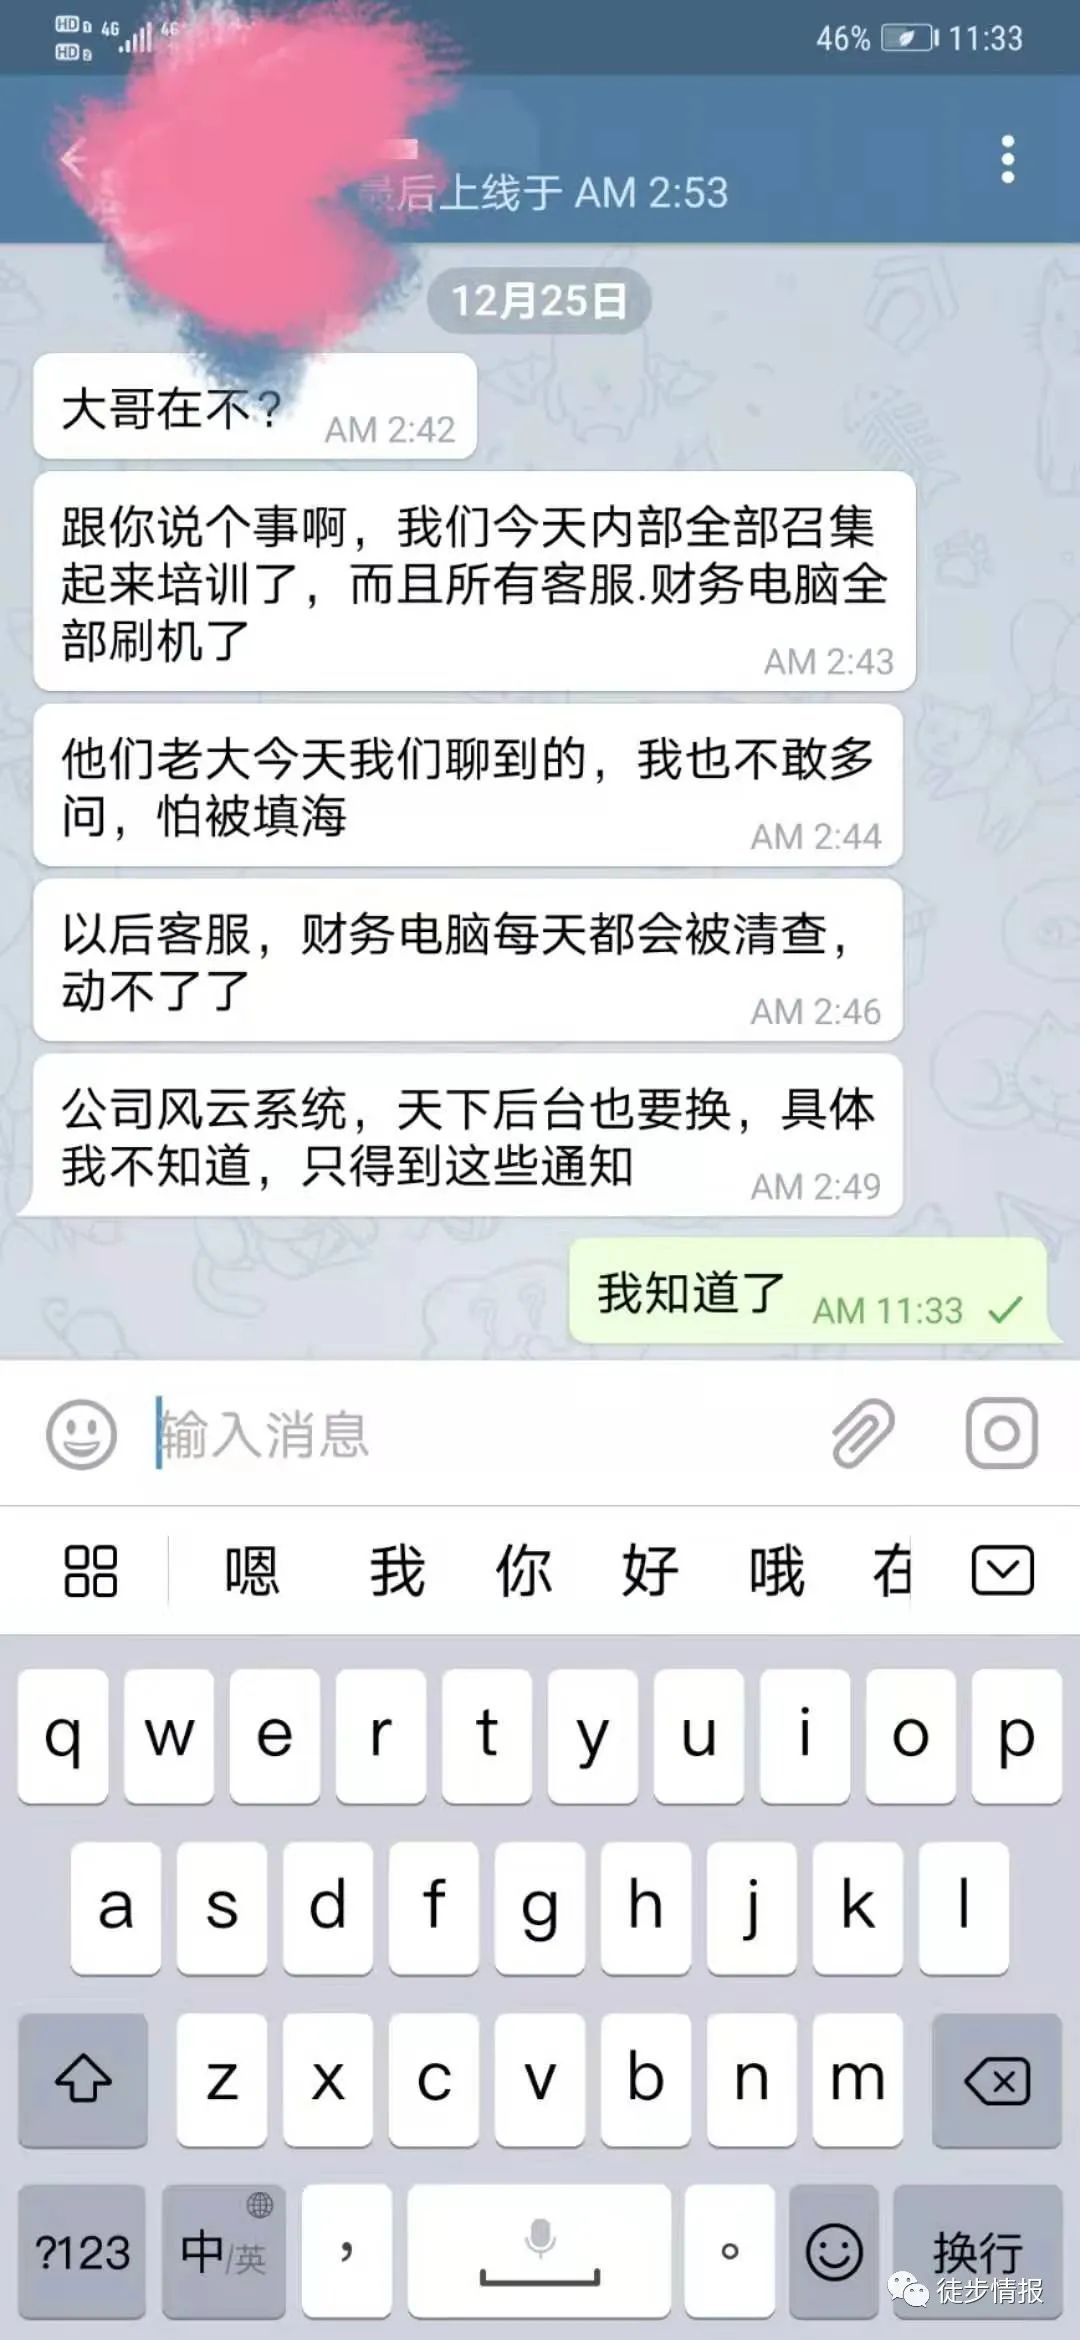 HD 1 4G 4G 46% 11:33
HD 2
最后上线于 AM 2:53
12月25日
大哥在不? AM 2:42
跟你说个事啊，我们今天内部全部召集
起来培训了，而且所有客服.财务电脑全
部刷机了 AM 2:43
他们老大今天我们聊到的，我也不敢多
问，怕被填海 AM 2:44
以后客服，财务电脑每天都会被清查，
动不了了 AM 2:46
公司风云系统，天下后台也要换，具体
我不知道，只得到这些通知 AM 2:49
我知道了 AM 11:33
输入消息
嗯 我 你 好 哦 在
q w e r t y u i o p
a s d f g h j k l
z x c v b n m
?123 中/英 , 。 换行
徒步情报